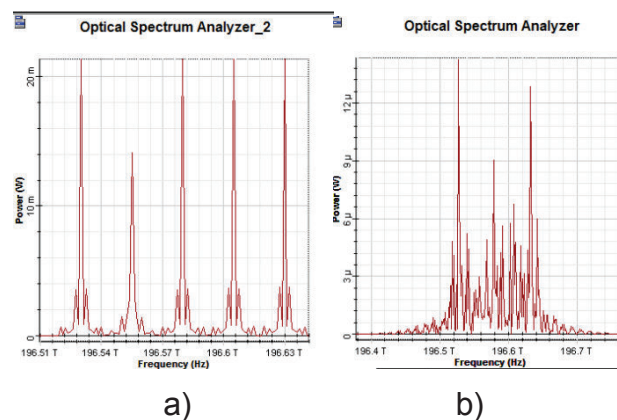 Optical Spectrum Analyzer_2
Power (W)
20 m
10 m
0
196.51 T 196.54 T 196.57 T 196.6 T 196.63 T
Frequency (Hz)
a)
Optical Spectrum Analyzer
Power (W)
12 µ
9 µ
6 µ
3 µ
0
196.4 T 196.5 T 196.6 T 196.7 T
Frequency (Hz)
b)